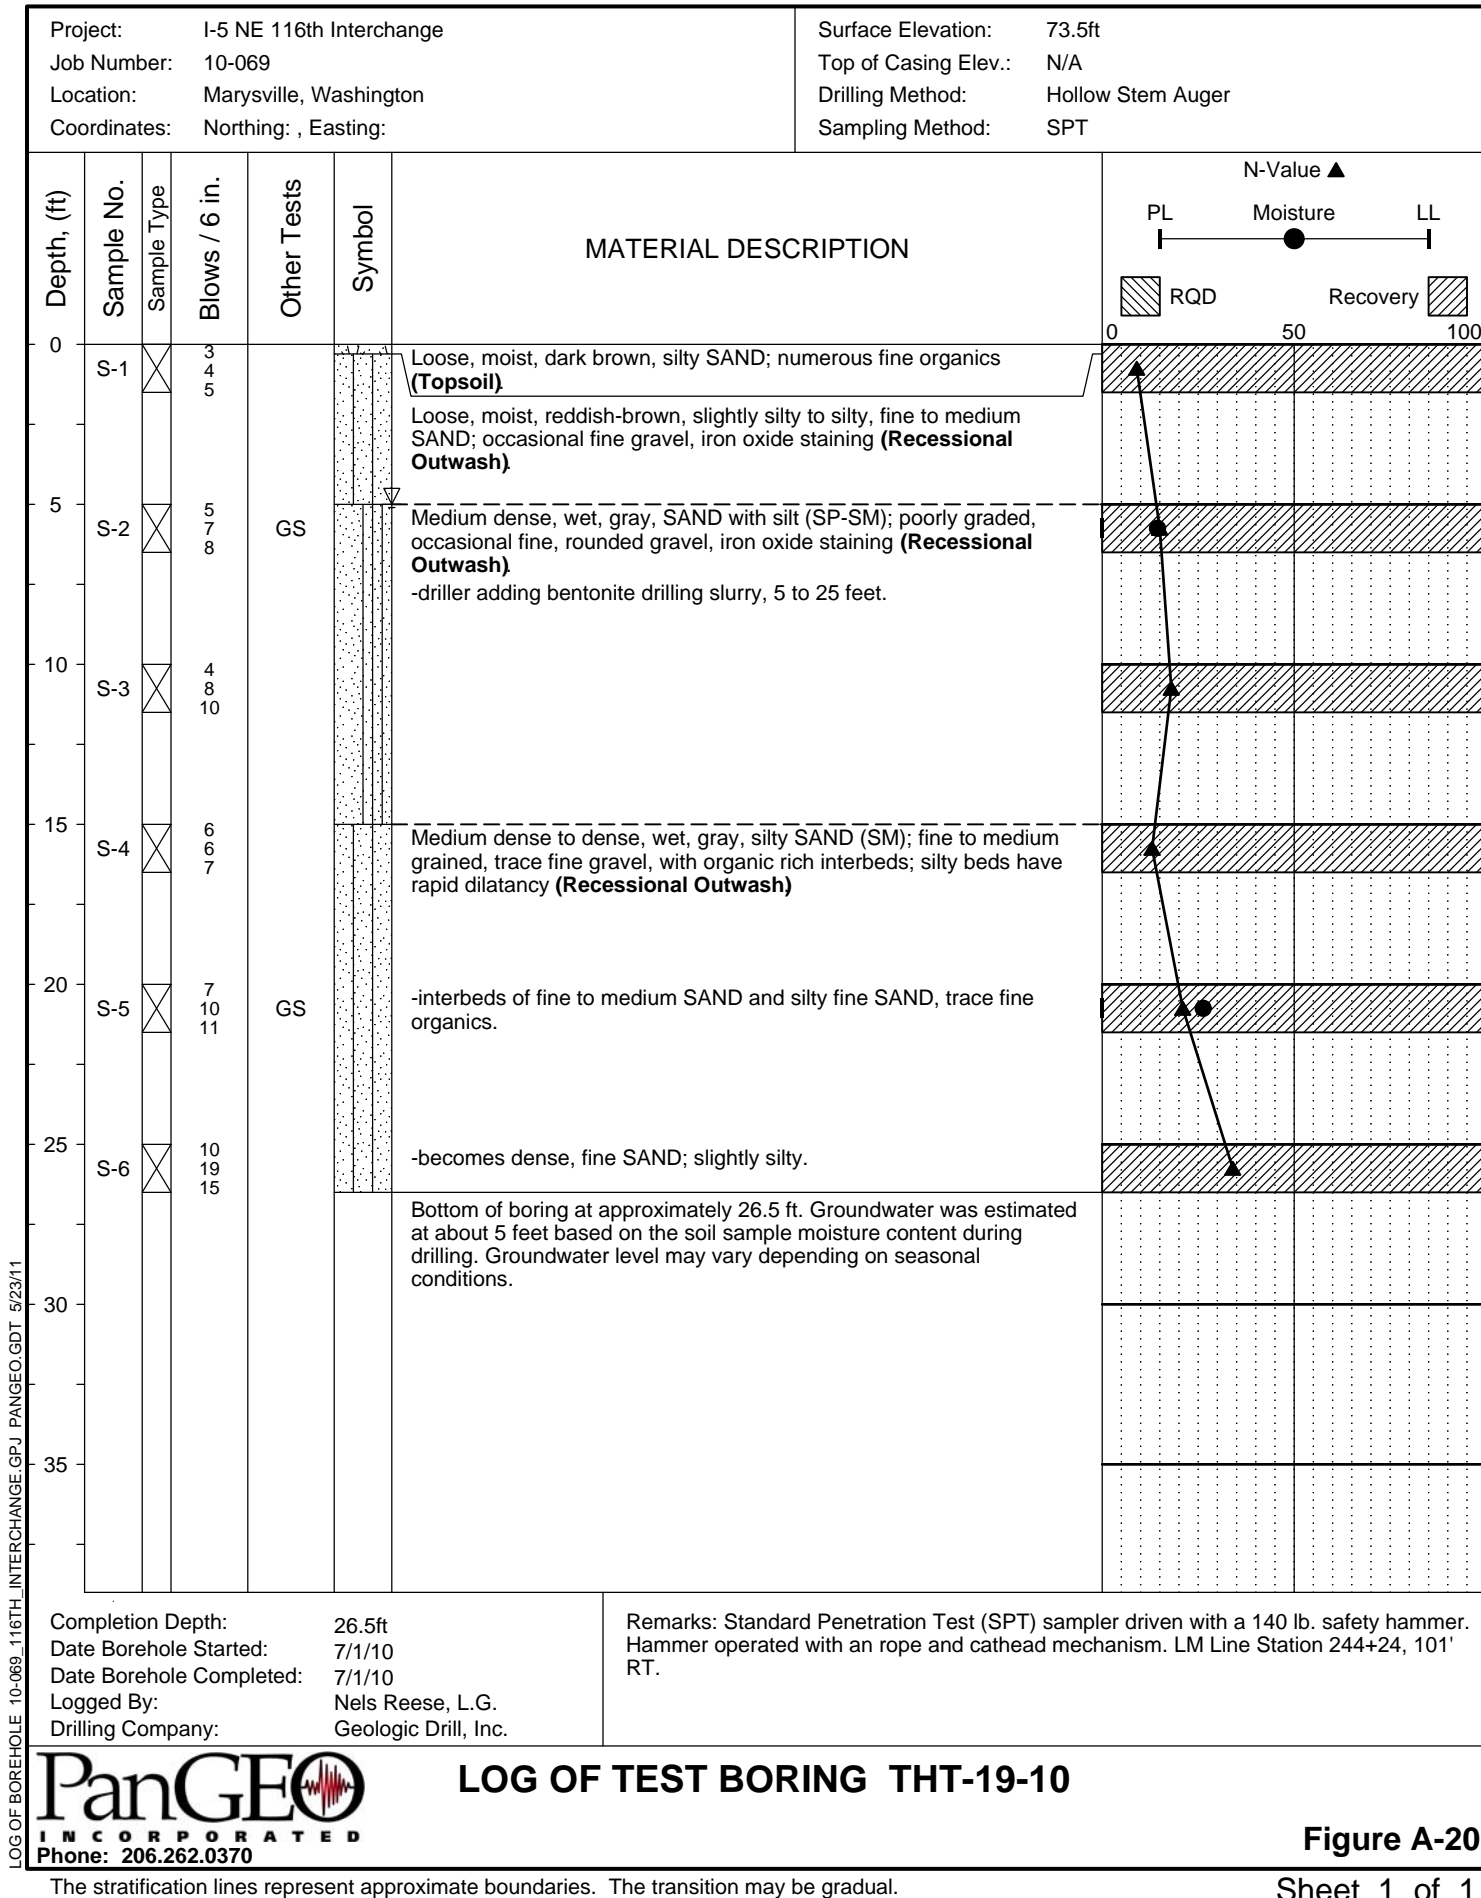 Project: I-5 NE 116th Interchange
Job Number: 10-069
Location: Marysville, Washington
Coordinates: Northing: , Easting:
Surface Elevation: 73.5ft
Top of Casing Elev.: N/A
Drilling Method: Hollow Stem Auger
Sampling Method: SPT
Depth, (ft)
Sample No.
Sample Type
Blows / 6 in.
Other Tests
Symbol
MATERIAL DESCRIPTION
N-Value ▲
PL Moisture LL
RQD Recovery
0 50 100
0
S-1
3
4
5
Loose, moist, dark brown, silty SAND; numerous fine organics
(Topsoil).
Loose, moist, reddish-brown, slightly silty to silty, fine to medium
SAND; occasional fine gravel, iron oxide staining (Recessional
Outwash).
5
S-2
5
7
8
GS
Medium dense, wet, gray, SAND with silt (SP-SM); poorly graded,
occasional fine, rounded gravel, iron oxide staining (Recessional
Outwash).
-driller adding bentonite drilling slurry, 5 to 25 feet.
10
S-3
4
8
10
15
S-4
6
6
7
Medium dense to dense, wet, gray, silty SAND (SM); fine to medium
grained, trace fine gravel, with organic rich interbeds; silty beds have
rapid dilatancy (Recessional Outwash)
20
S-5
7
10
11
GS
-interbeds of fine to medium SAND and silty fine SAND, trace fine
organics.
25
S-6
10
19
15
-becomes dense, fine SAND; slightly silty.
Bottom of boring at approximately 26.5 ft. Groundwater was estimated
at about 5 feet based on the soil sample moisture content during
drilling. Groundwater level may vary depending on seasonal
conditions.
30
35
LOG OF BOREHOLE 10-069_116TH_INTERCHANGE.GPJ PANGEO.GDT 5/23/11
Completion Depth: 26.5ft
Date Borehole Started: 7/1/10
Date Borehole Completed: 7/1/10
Logged By: Nels Reese, L.G.
Drilling Company: Geologic Drill, Inc.
Remarks: Standard Penetration Test (SPT) sampler driven with a 140 lb. safety hammer.
Hammer operated with an rope and cathead mechanism. LM Line Station 244+24, 101'
RT.
PanGEO
INCORPORATED
Phone: 206.262.0370
LOG OF TEST BORING THT-19-10
Figure A-20
The stratification lines represent approximate boundaries. The transition may be gradual.
Sheet 1 of 1